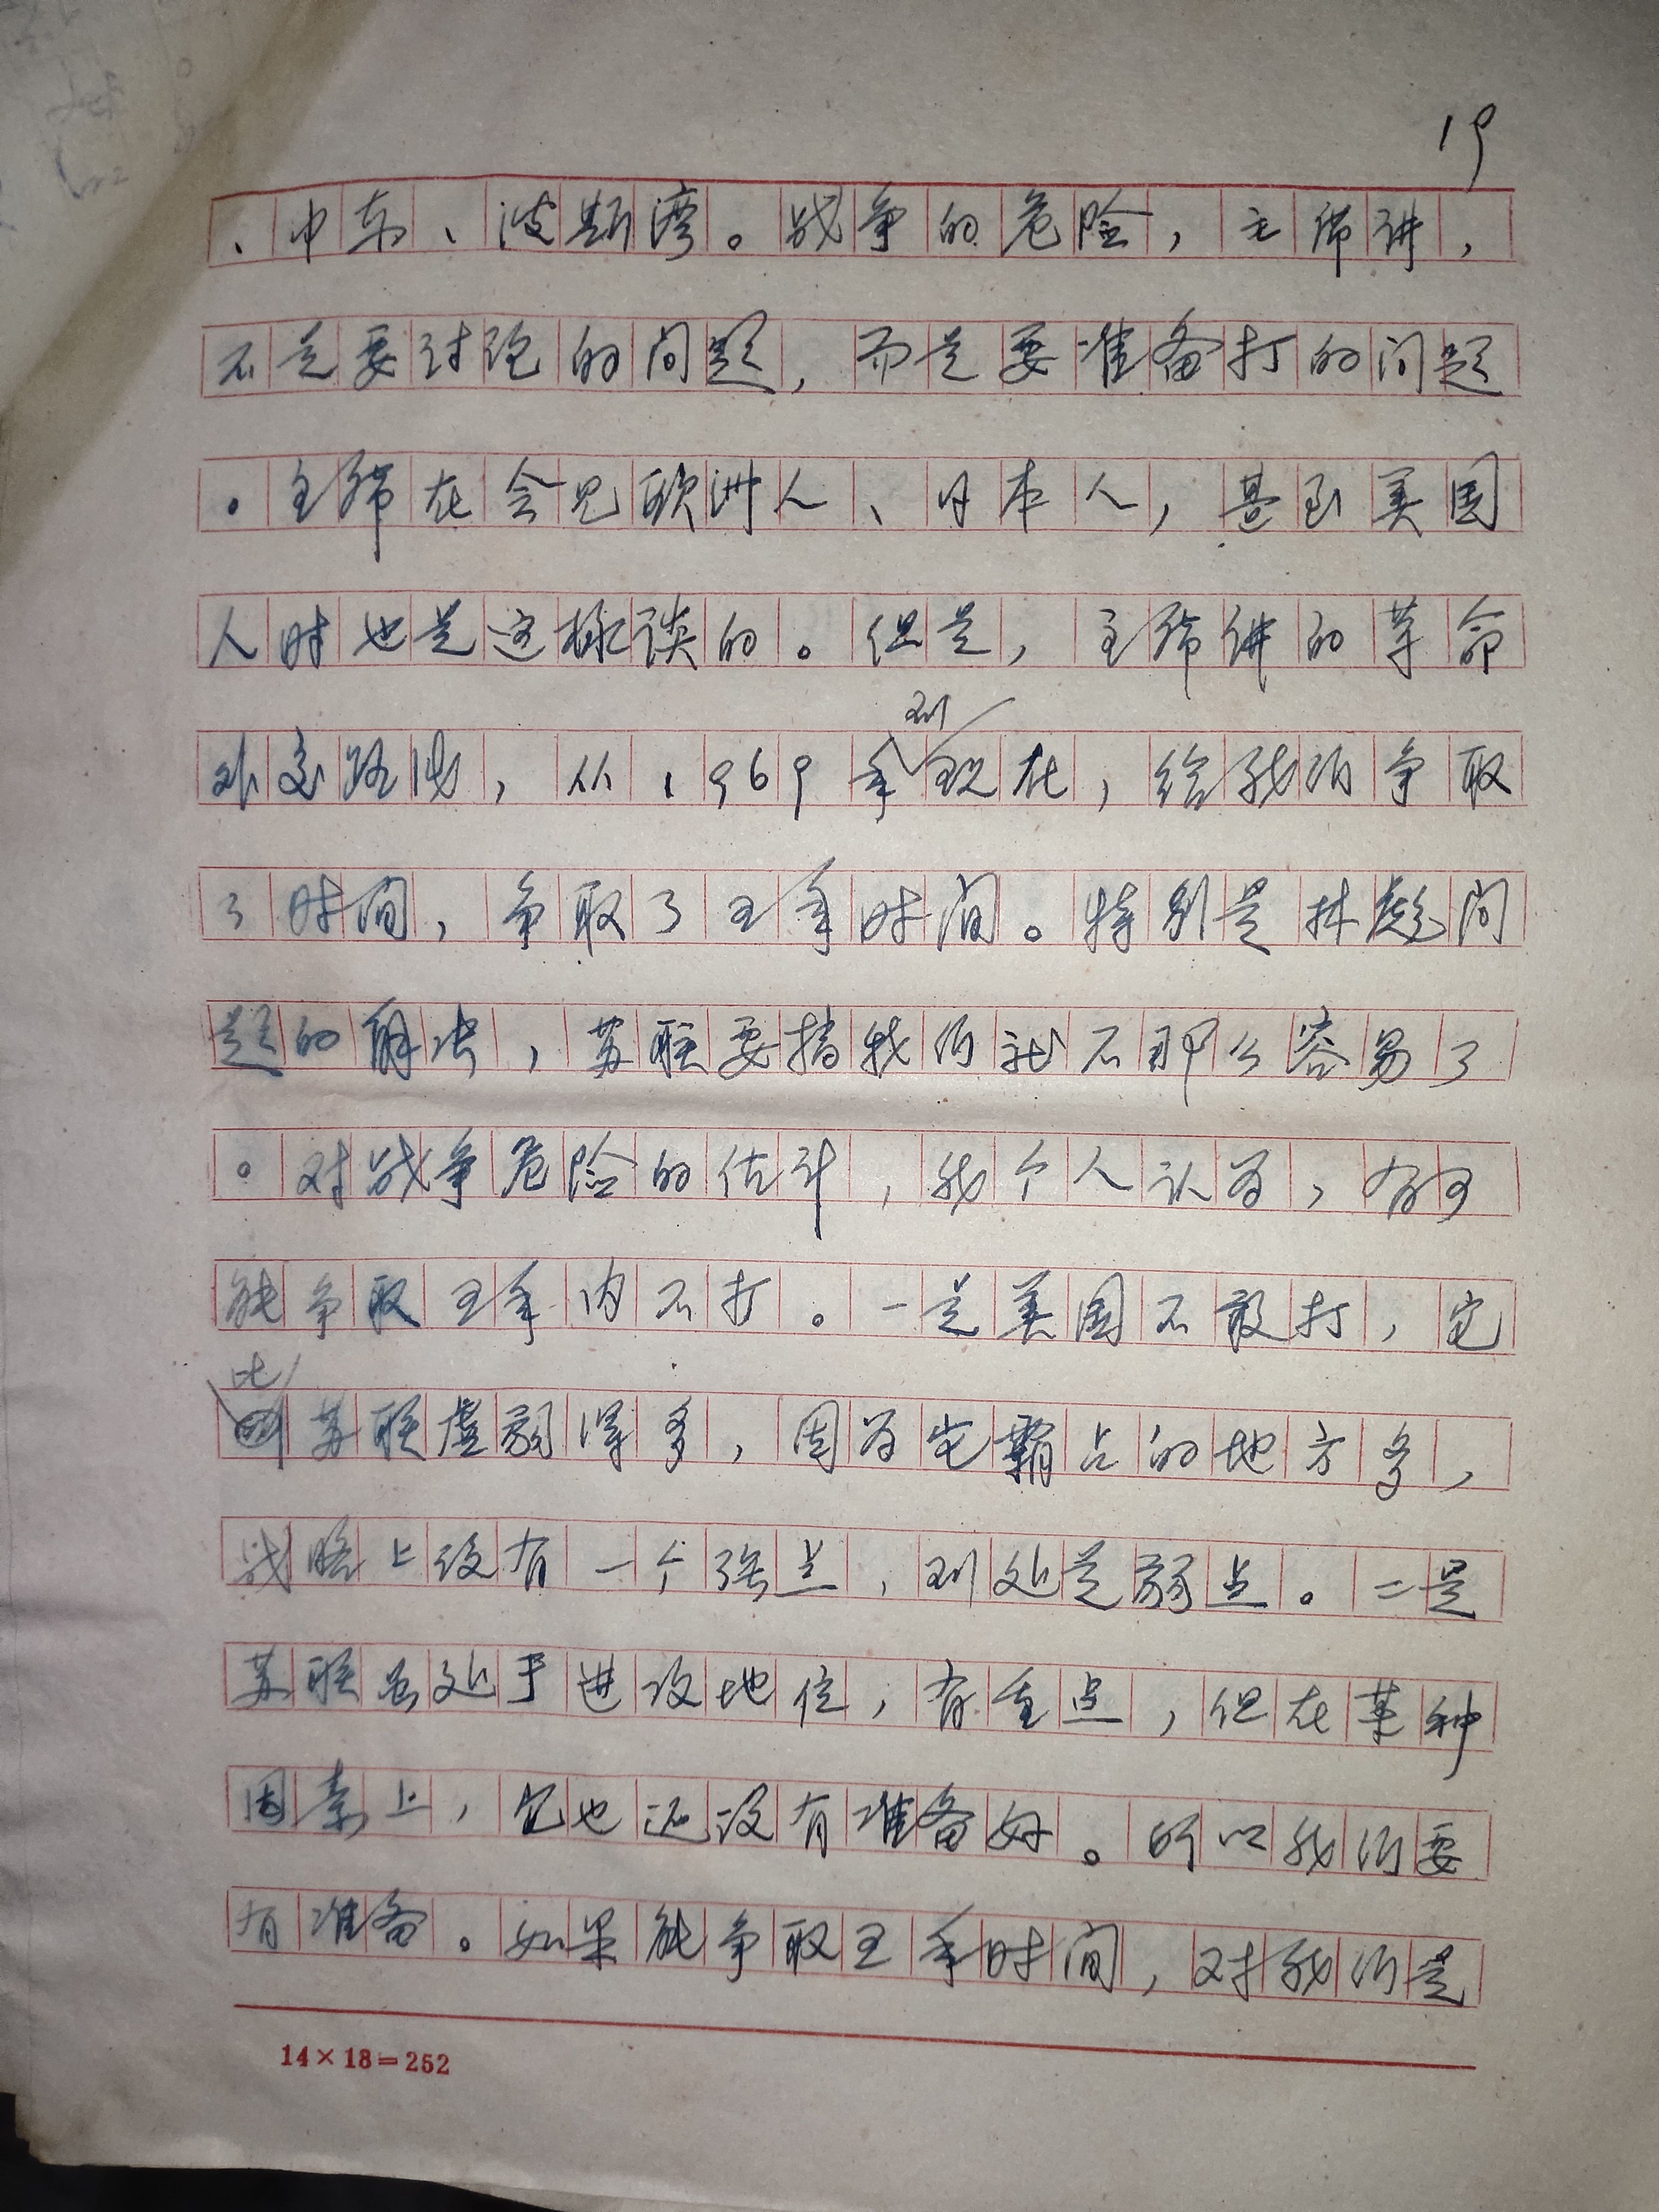 19
、中东、波斯湾。战争的危险，主席讲，
不是要讨论的问题，而是要准备打的问题
。主席在会见欧洲人、日本人，甚至美国
人时也是这样谈的。但是，主席讲的革命
外交路线，从1969年到现在，给我们争取
了时间，争取了五年时间。特别是林彪问
题的解决，苏联要搞我们就不那么容易了
。对战争危险的估计，我个人认为，有可
能争取五年内不打。一是美国不敢打，它
比苏联虚弱得多，因为它霸占的地方多，
战略上没有一个强点，到处是弱点。二是
苏联虽处于进攻地位，有重点，但在某种
因素上，它也还没有准备好。所以我们要
有准备。如果能争取五年时间，对我们是
14×18=252